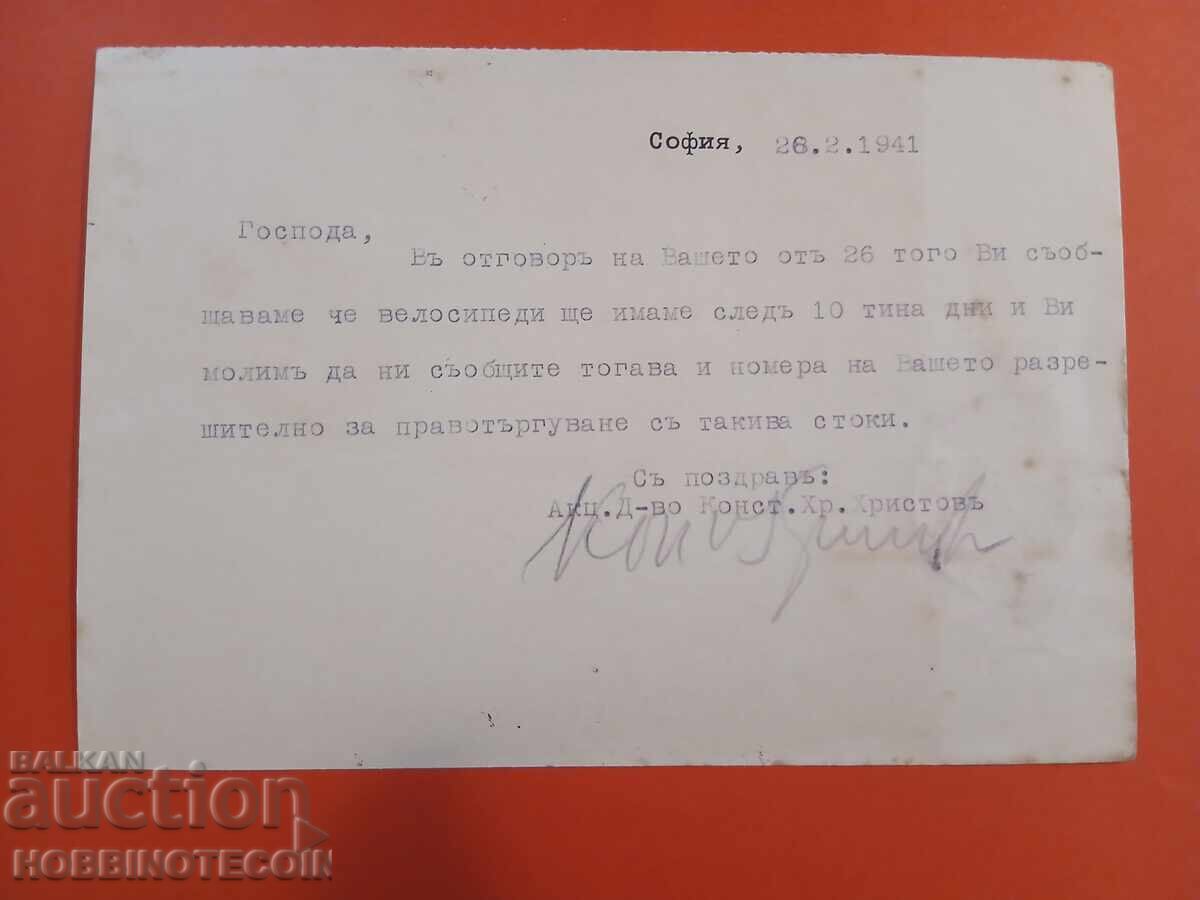 София, 28.2.1941
Господа,
Въ отговоръ на Вашето отъ 26 того Ви съоб-
щаваме че велосипеди ще имаме следъ 10 тина дни и Ви
молимъ да ни съобщите тогава и номера на Вашето разре-
шително за правотъргуване съ такива стоки.
Съ поздравъ:
Акц.Д-во Конст.Хр.Христовъ
BALKAN
auction
HOBBINOTECOIN